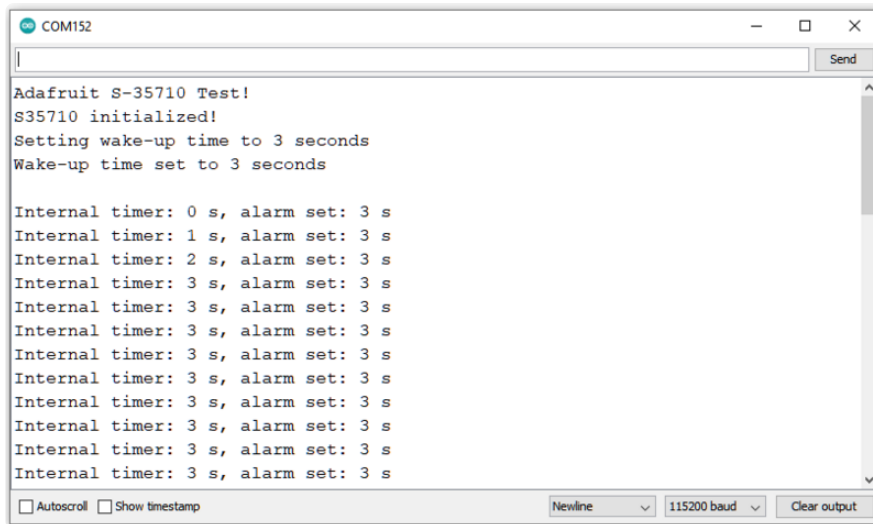 COM152
Send
Adafruit S-35710 Test!
S35710 initialized!
Setting wake-up time to 3 seconds
Wake-up time set to 3 seconds
Internal timer: 0 s, alarm set: 3 s
Internal timer: 1 s, alarm set: 3 s
Internal timer: 2 s, alarm set: 3 s
Internal timer: 3 s, alarm set: 3 s
Internal timer: 3 s, alarm set: 3 s
Internal timer: 3 s, alarm set: 3 s
Internal timer: 3 s, alarm set: 3 s
Internal timer: 3 s, alarm set: 3 s
Internal timer: 3 s, alarm set: 3 s
Internal timer: 3 s, alarm set: 3 s
Internal timer: 3 s, alarm set: 3 s
Internal timer: 3 s, alarm set: 3 s
Autoscroll Show timestamp Newline 115200 baud Clear output